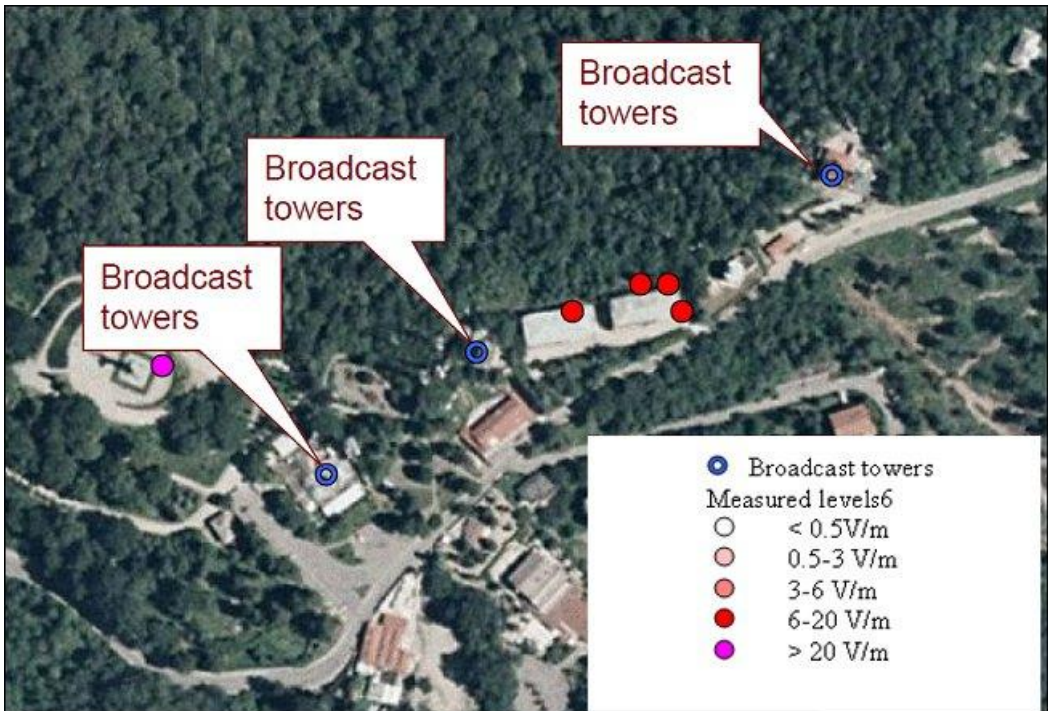 Broadcast
towers
Broadcast
towers
Broadcast
towers
Broadcast towers
Measured levels6
< 0.5V/m
0.5-3 V/m
3-6 V/m
6-20 V/m
> 20 V/m